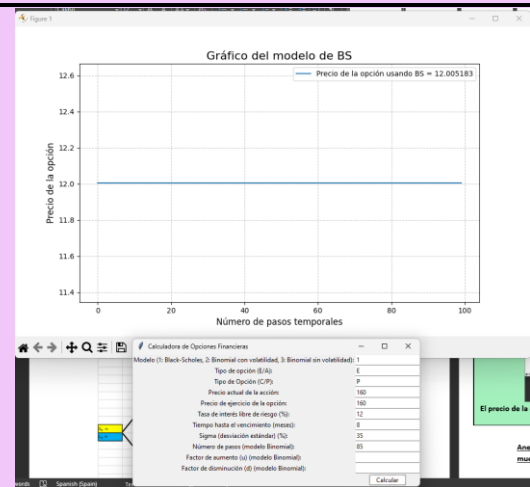 Figure 1
Gráfico del modelo de BS
Precio de la opción usando BS = 12.005183
12.6
12.4
12.2
12.0
11.8
11.6
11.4
Precio de la opción
0 20 40 60 80 100
Número de pasos temporales
Calculadora de Opciones Financieras
Modelo (1: Black-Scholes, 2: Binomial con volatilidad, 3: Binomial sin volatilidad): 1
Tipo de opción (E/A): E
Tipo de Opción (C/P): P
Precio actual de la acción: 160
Precio de ejercicio de la opción: 160
Tasa de interés libre de riesgo (%): 12
Tiempo hasta el vencimiento (meses): 8
Sigma (desviación estándar) (%): 35
Número de pasos (modelo Binomial): 85
Factor de aumento (u) (modelo Binomial):
Factor de disminución (d) (modelo Binomial):
Calcular
El precio de la
Spanish (Spain)